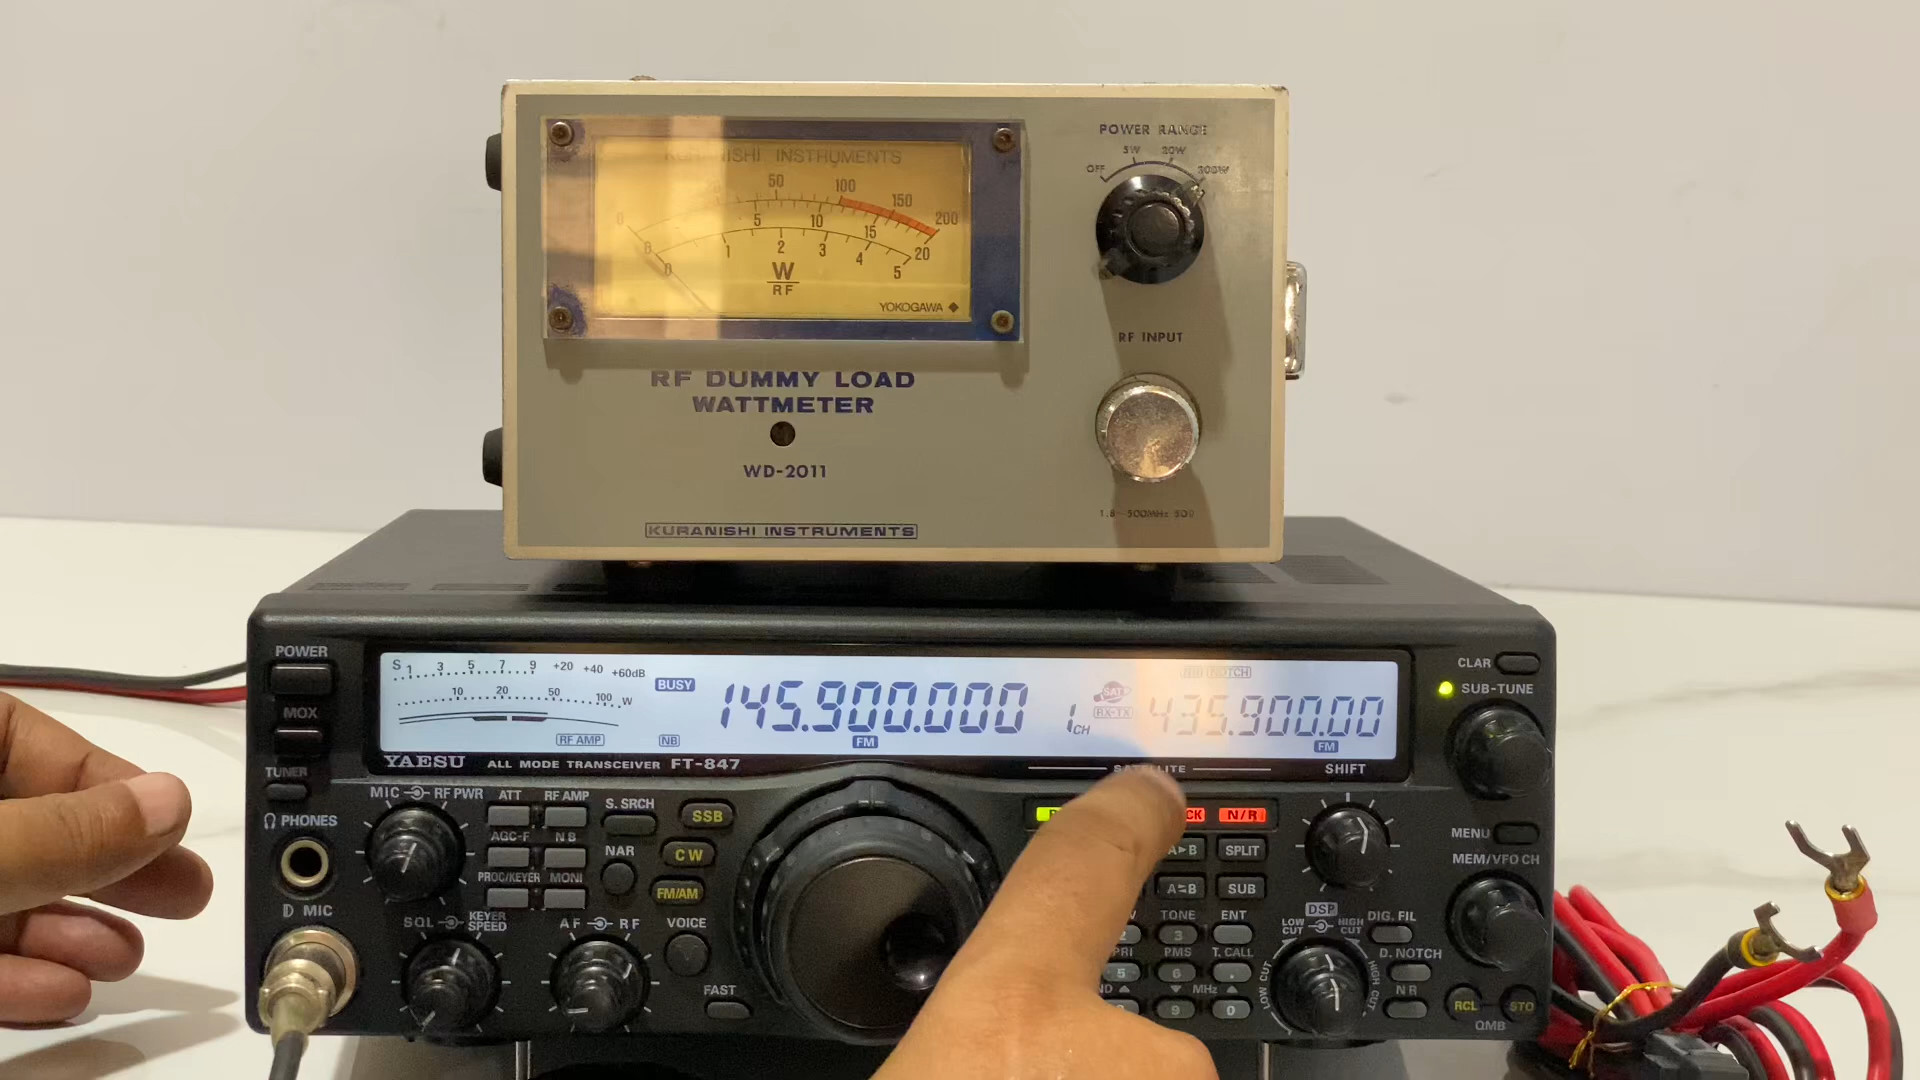 KURANISHI INSTRUMENTS
0 50 100 150 200
0 5 10 15 20
0 1 2 3 4 5
W
RF
YOKOGAWA
POWER RANGE
OFF 5W 20W 200W
RF INPUT
RF DUMMY LOAD
WATTMETER
WD-2011
KURANISHI INSTRUMENTS
1.8~500MHz 50Ω
POWER
MOX
TUNER
PHONES
MIC
S 1 3 5 7 9 +20 +40 +60dB
10 20 50 100 W
RF AMP
BUSY
NB
145.900.000
FM
1CH
SAT
RX-TX
NB NOTCH
435.900.00
FM
YAESU ALL MODE TRANSCEIVER FT-847
SATELLITE
SHIFT
CLAR
SUB-TUNE
MENU
MEM/VFO CH
MIC RF PWR
ATT RF AMP
AGC-F NB
PROC/KEYER MONI
S. SRCH
NAR
SSB
CW
FM/AM
SQL KEYER SPEED
AF RF
VOICE
FAST
N/R
A▶B SPLIT
A⇆B SUB
TONE ENT
2 3
PRI PMS T.CALL
5 6 .
▲ ▼ MHz ▲
9 0
DSP
LOW CUT HIGH CUT
LOW CUT HIGH CUT
DIG. FIL
D. NOTCH
NR
RCL STO
QMB